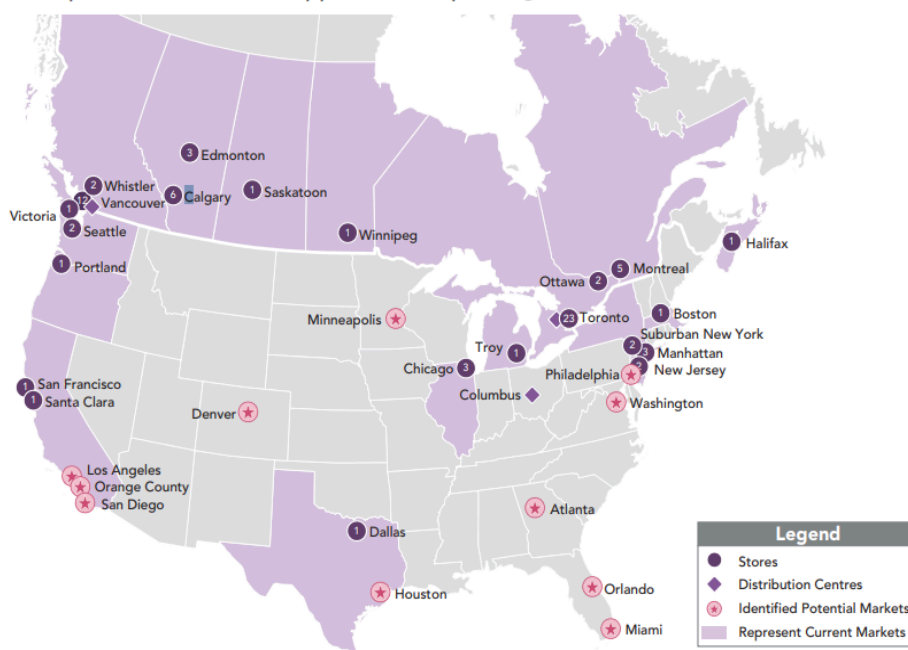 3
Edmonton
2
Whistler
6
Calgary
1
Saskatoon
12
Vancouver
Victoria
2
Seattle
1
Winnipeg
1
Halifax
1
Portland
5
Montreal
Ottawa
2
Minneapolis
23
Toronto
1
Boston
Suburban New York
2
Troy
1
3
Manhattan
Chicago
3
2
New Jersey
Philadelphia
1
San Francisco
1
Santa Clara
Columbus
Denver
Washington
Los Angeles
Orange County
San Diego
Atlanta
1
Dallas
Houston
Orlando
Miami
Legend
Stores
Distribution Centres
Identified Potential Markets
Represent Current Markets